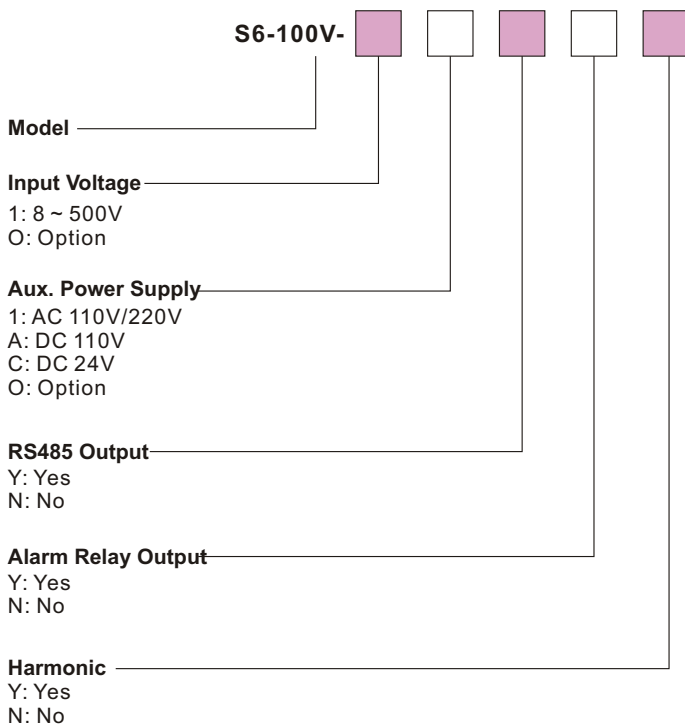 S6-100V-
Model
Input Voltage
1: 8 ~ 500V
O: Option
Aux. Power Supply
1: AC 110V/220V
A: DC 110V
C: DC 24V
O: Option
RS485 Output
Y: Yes
N: No
Alarm Relay Output
Y: Yes
N: No
Harmonic
Y: Yes
N: No